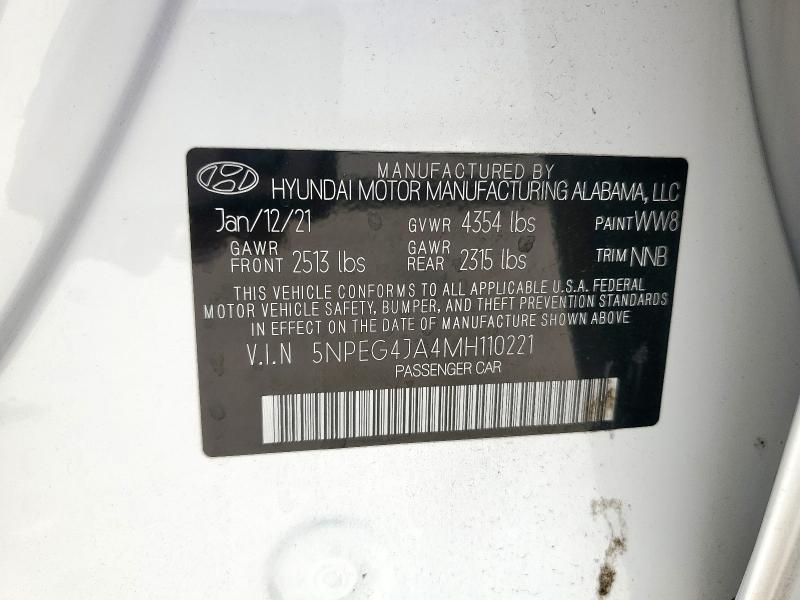 MANUFACTURED BY
HYUNDAI MOTOR MANUFACTURING ALABAMA, LLC
Jan/12/21 GVWR 4354 lbs PAINT WW8
GAWR FRONT 2513 lbs GAWR REAR 2315 lbs TRIM NNB
THIS VEHICLE CONFORMS TO ALL APPLICABLE U.S.A. FEDERAL
MOTOR VEHICLE SAFETY, BUMPER, AND THEFT PREVENTION STANDARDS
IN EFFECT ON THE DATE OF MANUFACTURING SHOWN ABOVE
V.I.N 5NPEG4JA4MH110221
PASSENGER CAR